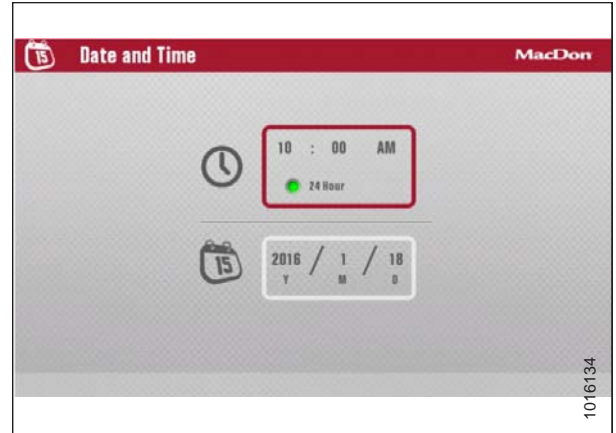 15 Date and Time MacDon
10 : 00 AM
24 Hour
15 2016 / 1 / 18
Y M D
1016134